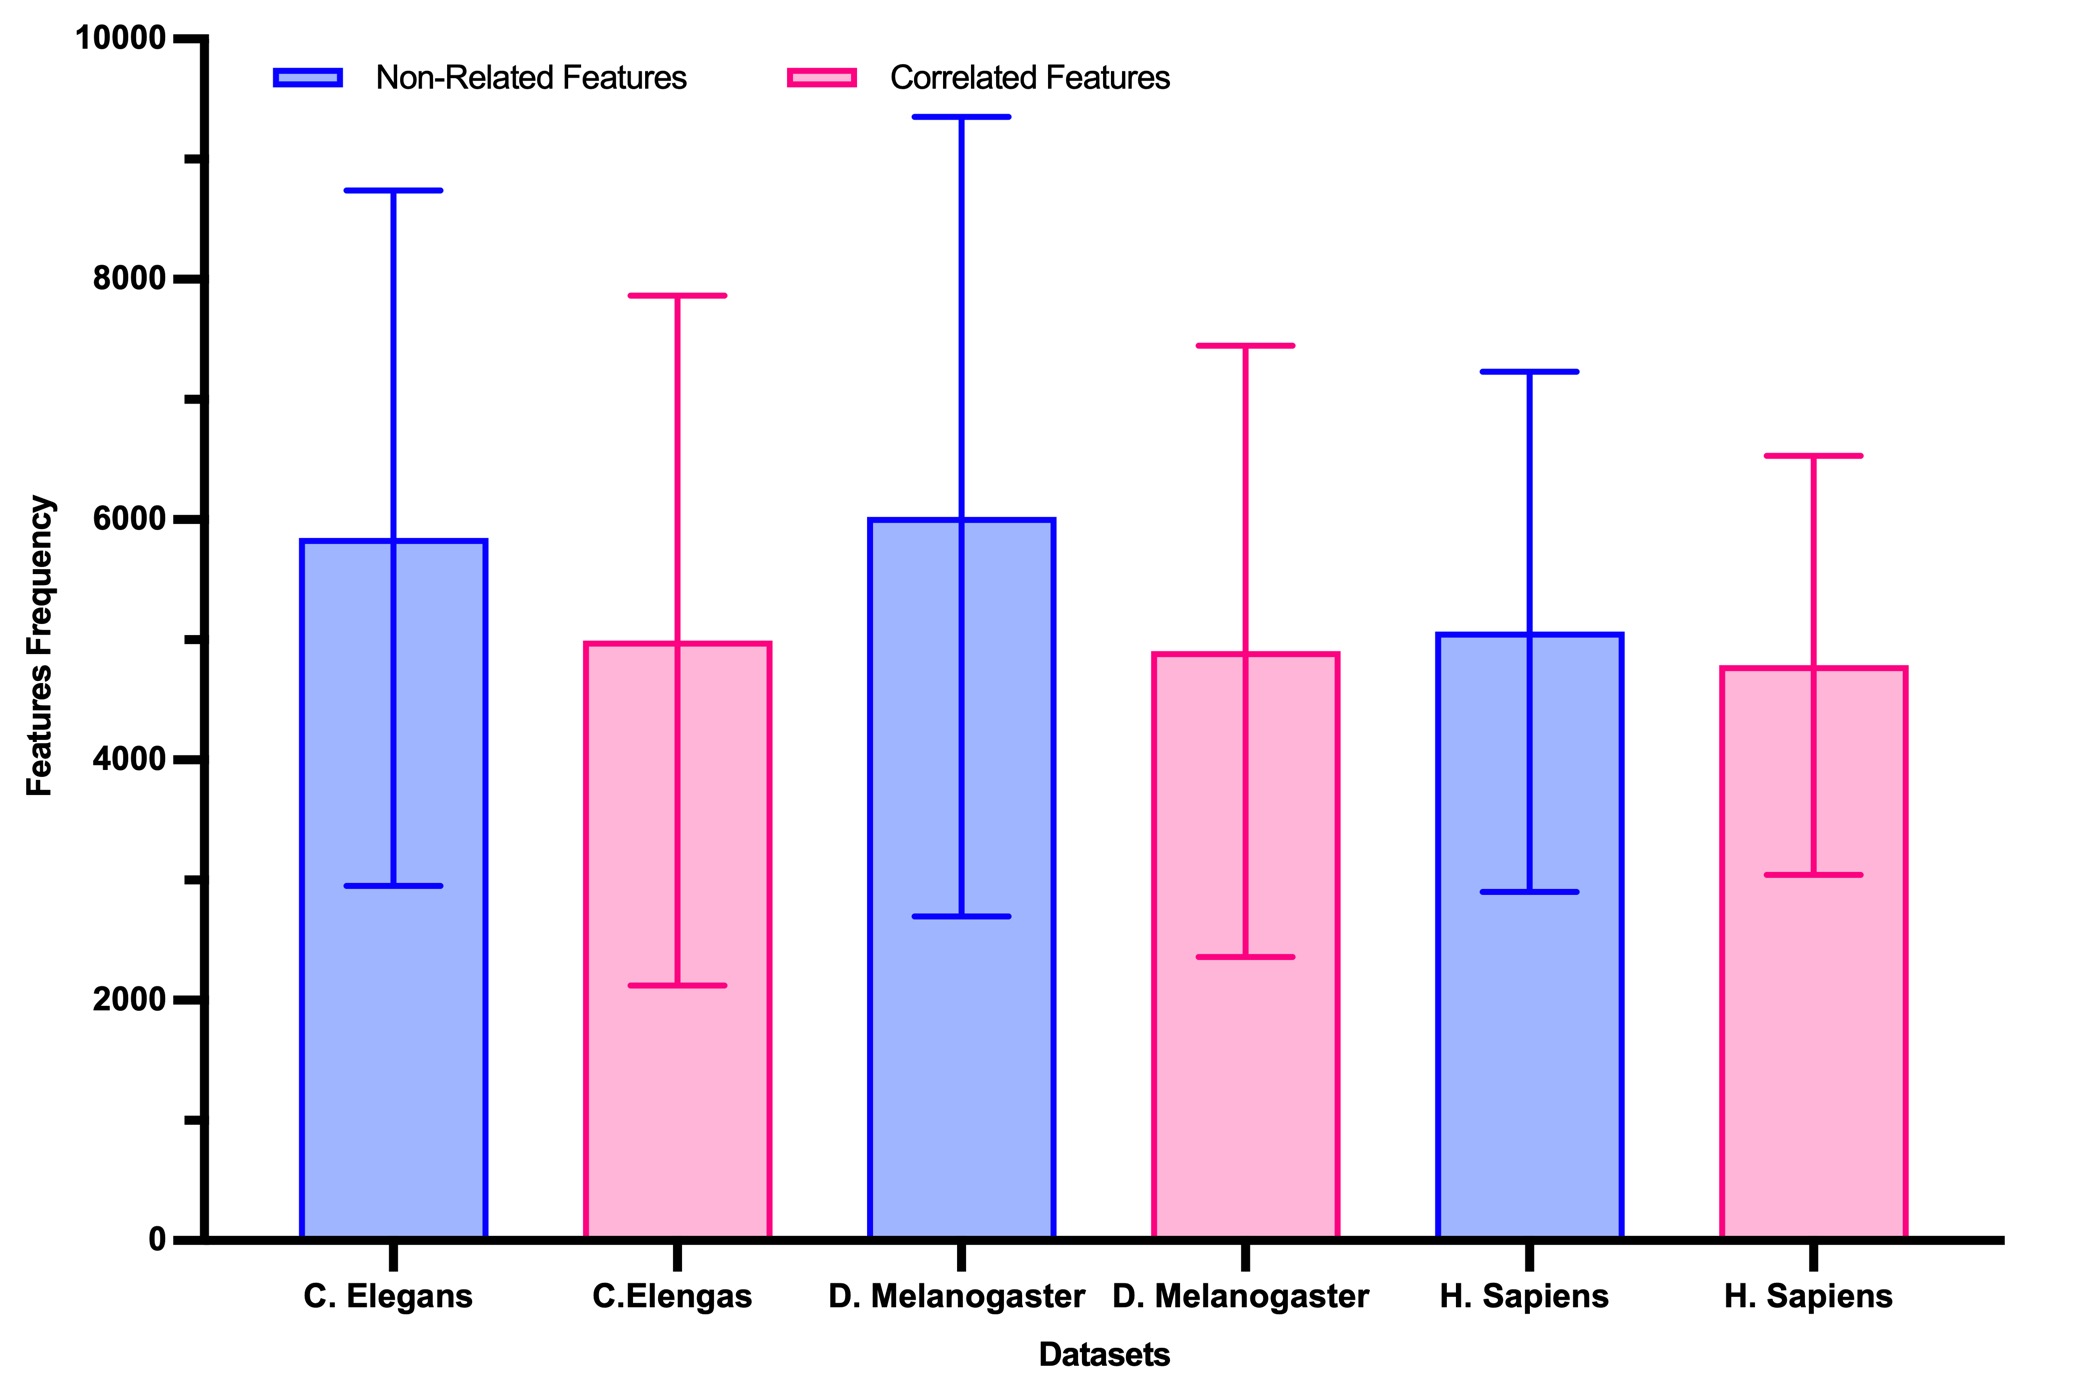 10000
Non-Related Features
Correlated Features
8000
6000
4000
2000
0
Features Frequency
C. Elegans
C.Elengas
D. Melanogaster
D. Melanogaster
H. Sapiens
H. Sapiens
Datasets